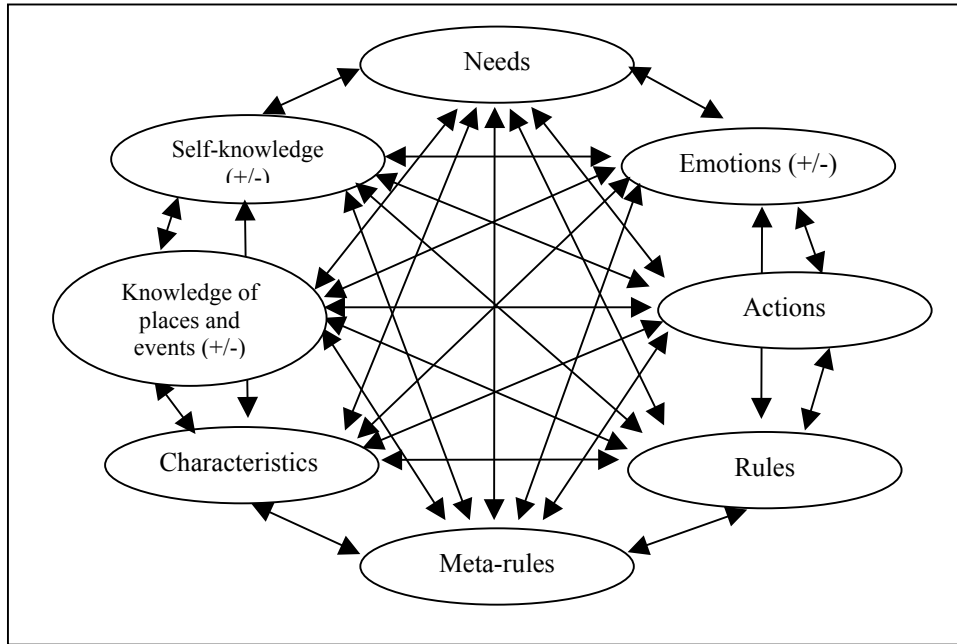 Needs
Self-knowledge
(+/-)
Emotions (+/-)
Knowledge of
places and
events (+/-)
Actions
Characteristics
Rules
Meta-rules